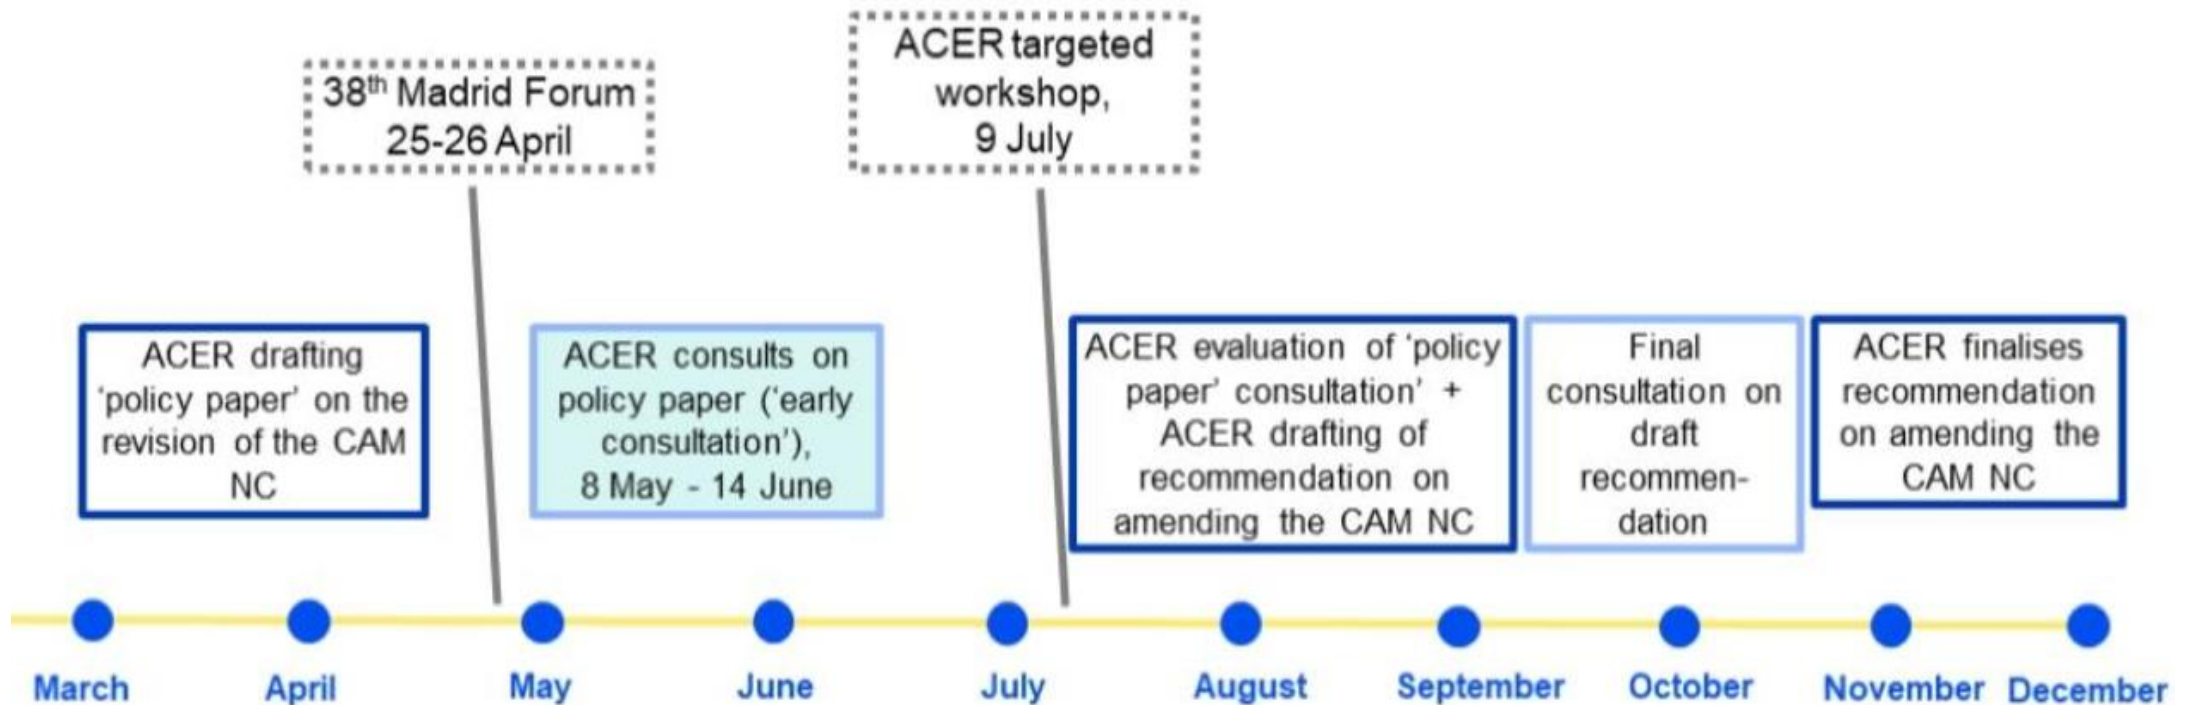 38th Madrid Forum
25-26 April
ACER targeted
workshop,
9 July
ACER drafting
‘policy paper’ on the
revision of the CAM
NC
ACER consults on
policy paper (‘early
consultation’),
8 May - 14 June
ACER evaluation of ‘policy
paper’ consultation’ +
ACER drafting of
recommendation on
amending the CAM NC
Final
consultation on
draft
recommen-
dation
ACER finalises
recommendation
on amending the
CAM NC
March April May June July August September October November December